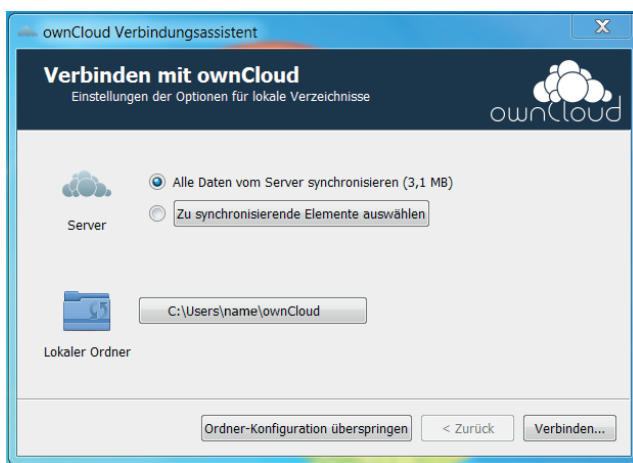 ownCloud Verbindungsassistent
Verbinden mit ownCloud
Einstellungen der Optionen für lokale Verzeichnisse
ownCloud
Alle Daten vom Server synchronisieren (3,1 MB)
Server
Zu synchronisierende Elemente auswählen
C:\Users\name\ownCloud
Lokaler Ordner
Ordner-Konfiguration überspringen
< Zurück
Verbinden...